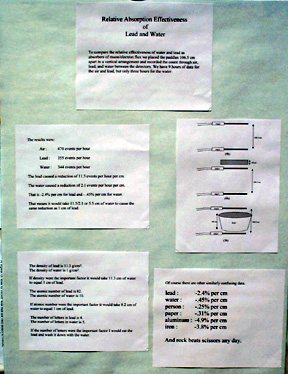 Relative Absorption Effectiveness
of
Lead and Water
To compare the relative effectiveness of water and lead as
absorbers of muon/electron flux we placed the paddles 106.5 cm
apart in a vertical arrangement and recorded the count through air,
lead, and water between the detectors. We have 9 hours of data for
the air and lead, but only three hours for the water.
The results were:
Air : 470 events per hour
Lead : 355 events per hour
Water : 344 events per hour
The lead caused a reduction of 11.5 events per hour per cm.
The water caused a reduction of 2.1 events per hour per cm.
That is -2.4% per cm for lead and -.45% per cm for water.
That means it would take 11.5/2.1 or 5.5 cm of water to cause the
same reduction as 1 cm of lead.
The density of lead is 11.3 g/cm³.
The density of water is 1 g/cm³.
If density were the important factor it would take 11.3 cm of water
to equal 1 cm of lead.
The atomic number of lead is 82.
The atomic number of water is 10.
If atomic number were the important factor it would take 8.2 cm of
water to equal 1 cm of lead.
The number of letters in lead is 4.
The number of letters in water is 5.
If the number of letters were the important factor I would eat the
lead and wash it down with the water.
Of course there are other similarly confusing data.
lead : -2.4% per cm
water : -.45% per cm
person : -.25% per cm
paper : -.31% per cm
aluminum : -4.9% per cm
iron : -3.8% per cm
And rock beats scissors any day.